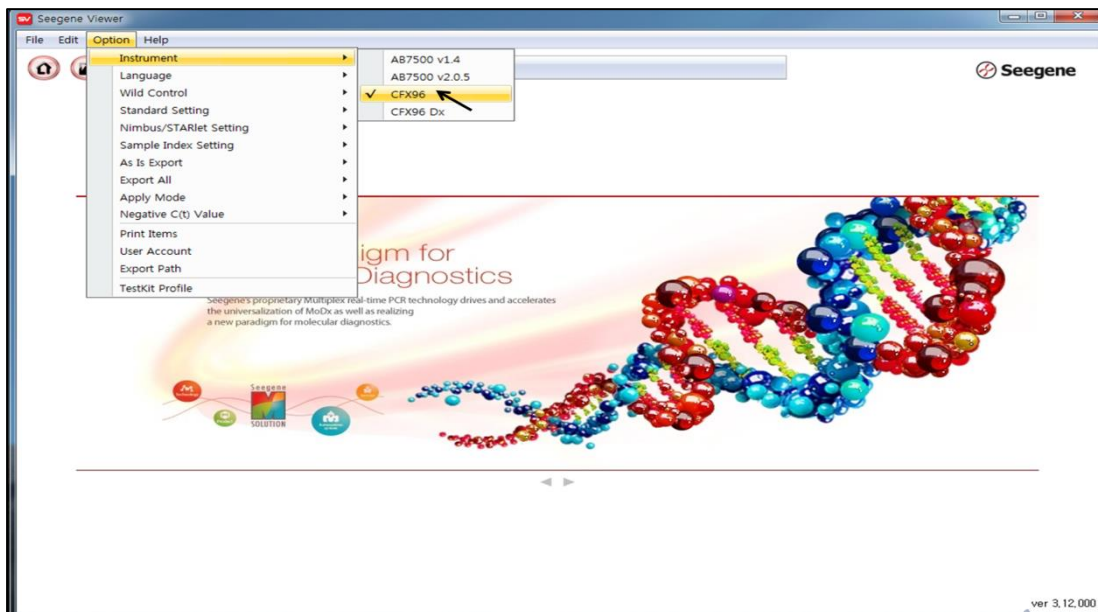 Seegene Viewer
File Edit Option Help
Instrument
Language
Wild Control
Standard Setting
Nimbus/STARlet Setting
Sample Index Setting
As Is Export
Export All
Apply Mode
Negative C(t) Value
Print Items
User Account
Export Path
TestKit Profile
AB7500 v1.4
AB7500 v2.0.5
CFX96
CFX96 Dx
Seegene
igm for
Diagnostics
Seegene's proprietary Multiplex real-time PCR technology drives and accelerates
the universalization of MoDx as well as realizing
a new paradigm for molecular diagnostics.
Seegene
SOLUTION
ver 3,12,000